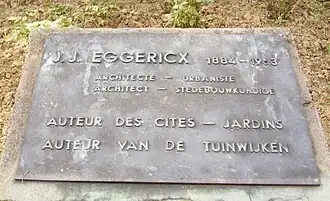 J.J. EGGERICX 1884-1963
ARCHITECTE - URBANISTE
ARCHITECT - STEDEBOUWKUNDIGE
AUTEUR DES CITES - JARDINS
AUTEUR VAN DE TUINWIJKEN